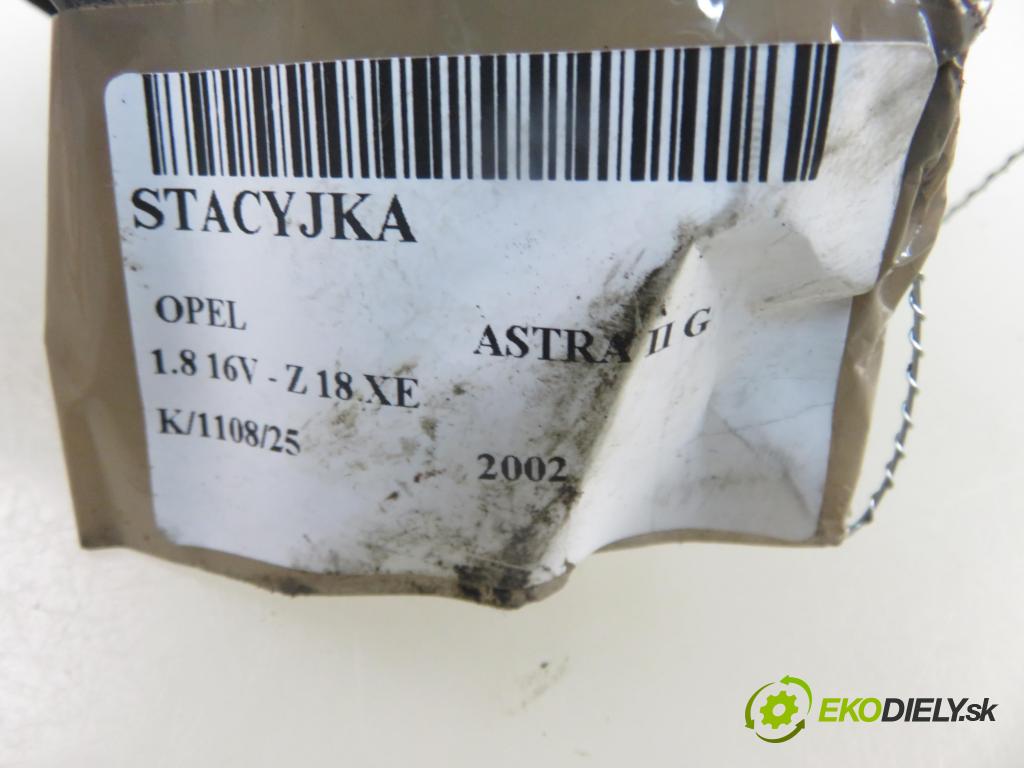 STACYJKA
OPEL
ASTRA II G
1.8 16V - Z 18 XE
K/1108/25
2002
EKODIELY.sk